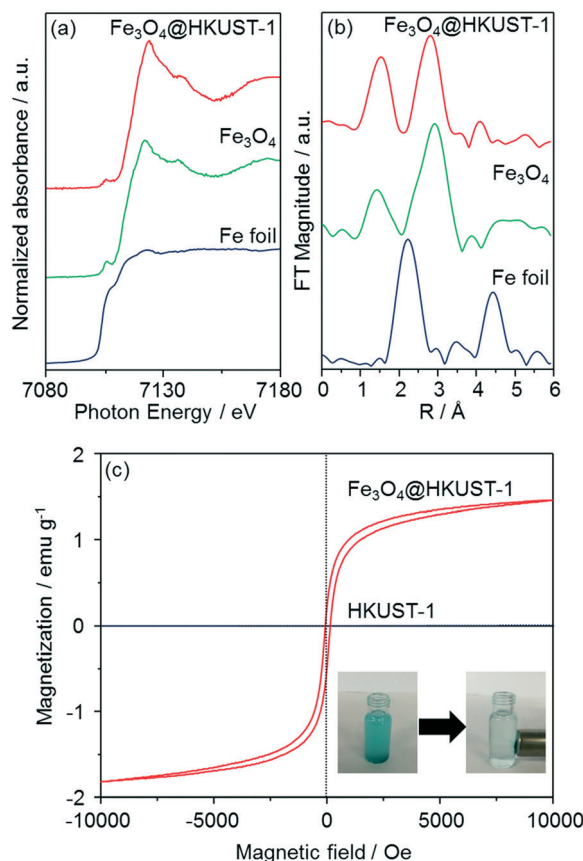 (a) Fe₃O₄@HKUST-1
Fe₃O₄
Fe foil
Normalized absorbance / a.u.
7080 7130 7180
Photon Energy / eV
(b) Fe₃O₄@HKUST-1
Fe₃O₄
Fe foil
FT Magnitude / a.u.
0 1 2 3 4 5 6
R / Å
(c)
Fe₃O₄@HKUST-1
HKUST-1
Magnetization / emu g⁻¹
2
1
0
-1
-2
-10000 -5000 0 5000 10000
Magnetic field / Oe